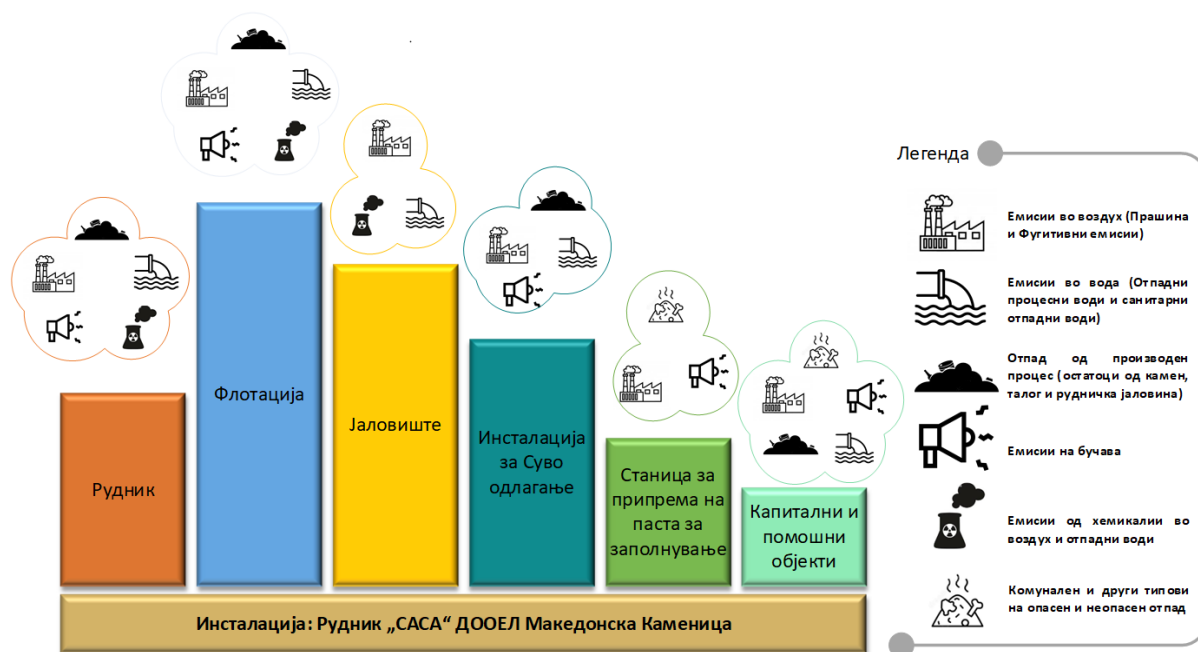 Легенда
Емисии во воздух (Прашина
и Фугитивни емисии)
Емисии во вода (Отпадни
процесни води и санитарни
отпадни води)
Отпад од производен
процес (остатоци од камен,
талог и рудничка јаловина)
Емисии на бучава
Емисии од хемикалии во
воздух и отпадни води
Комунален и други типови
на опасен и неопасен отпад
Рудник
Флотација
Јаловиште
Инсталација
за Суво
одлагање
Станица за
припрема на
паста за
заполнување
Капитални и
помошни
објекти
Инсталација: Рудник „САСА“ ДООЕЛ Македонска Каменица